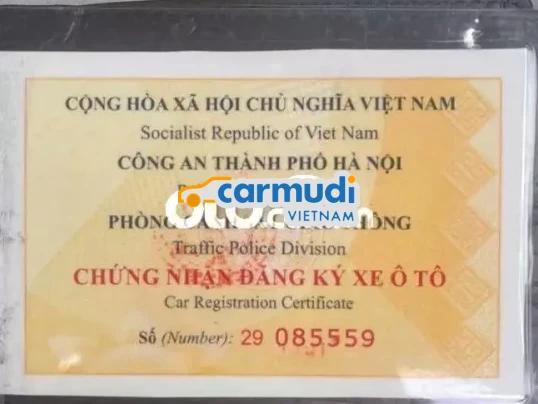 CỘNG HÒA XÃ HỘI CHỦ NGHĨA VIỆT NAM
Socialist Republic of Viet Nam
CÔNG AN THÀNH PHỐ HÀ NỘI
carmudi
VIETNAM
PHÒNG
Traffic Police Division
CHỨNG NHẬN ĐĂNG KÝ XE Ô TÔ
Car Registration Certificate
Số (Number): 29 085559